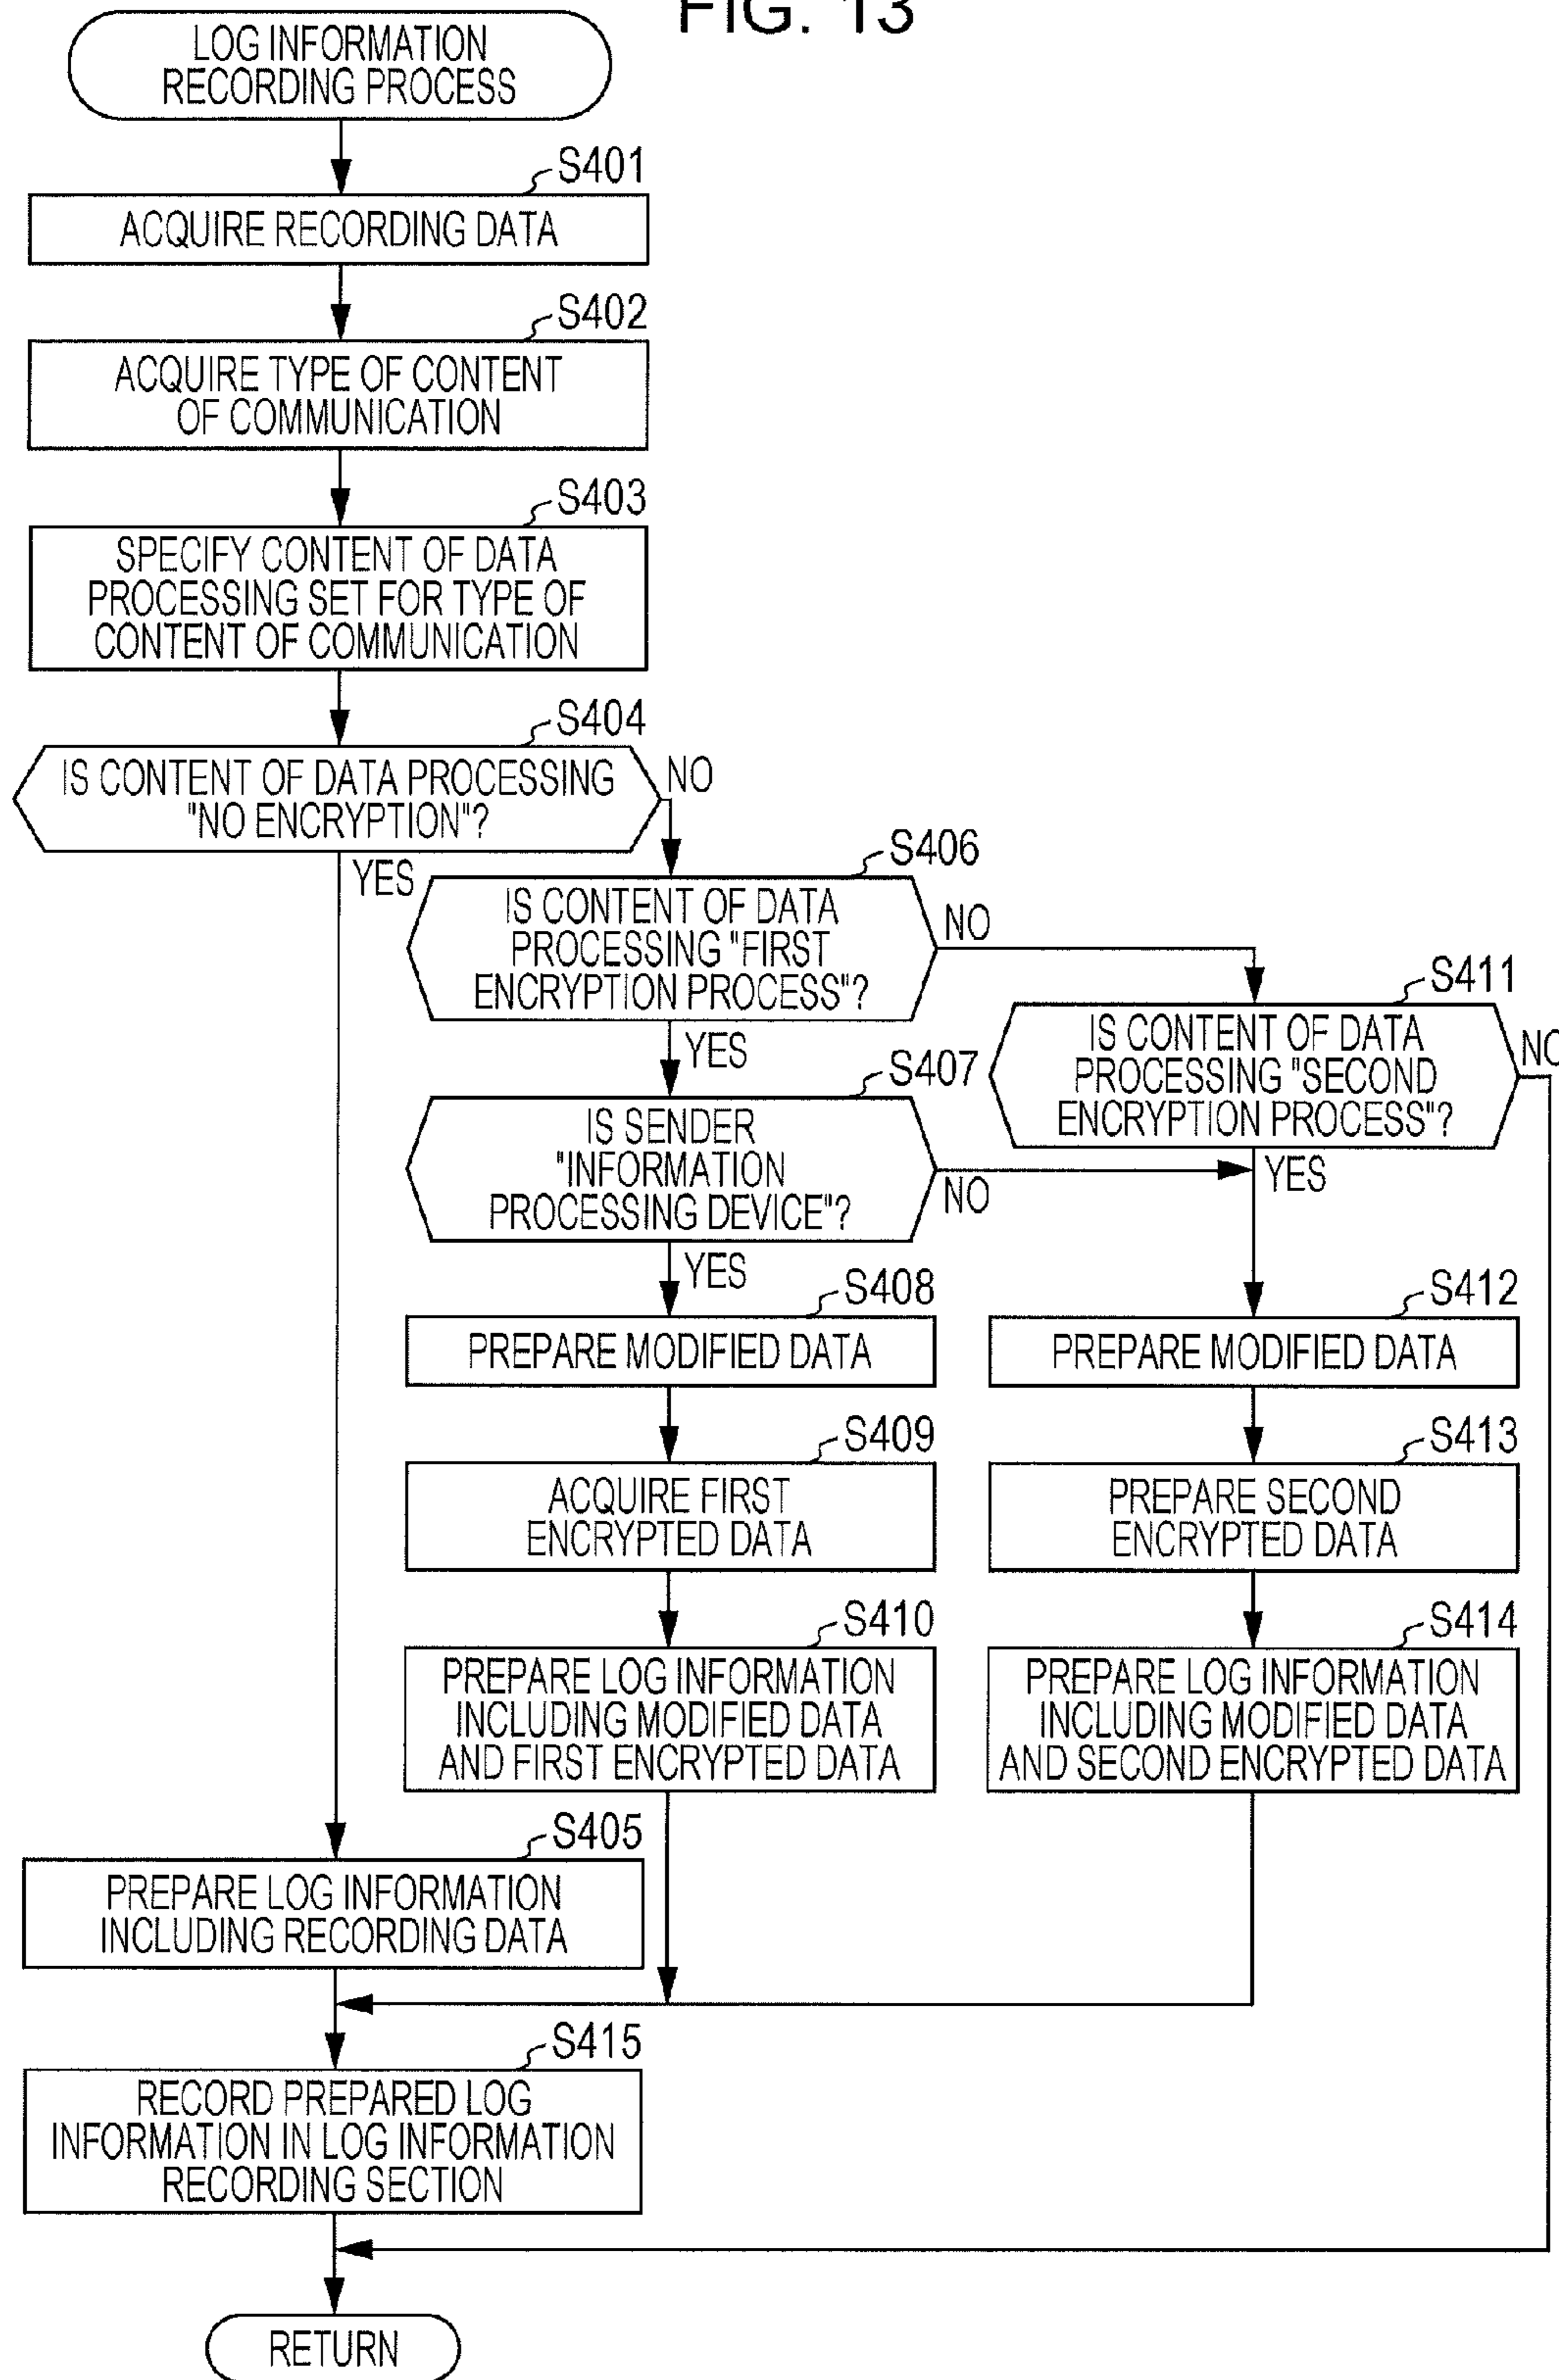 FIG. 13
LOG INFORMATION
RECORDING PROCESS
S401
ACQUIRE RECORDING DATA
S402
ACQUIRE TYPE OF CONTENT
OF COMMUNICATION
S403
SPECIFY CONTENT OF DATA
PROCESSING SET FOR TYPE OF
CONTENT OF COMMUNICATION
S404
IS CONTENT OF DATA PROCESSING
"NO ENCRYPTION"?
NO
YES
S406
IS CONTENT OF DATA
PROCESSING "FIRST
ENCRYPTION PROCESS"?
NO
YES
S411
IS CONTENT OF DATA
PROCESSING "SECOND
ENCRYPTION PROCESS"?
NO
YES
S407
IS SENDER
"INFORMATION
PROCESSING DEVICE"?
NO
YES
S408
PREPARE MODIFIED DATA
S412
PREPARE MODIFIED DATA
S409
ACQUIRE FIRST
ENCRYPTED DATA
S413
PREPARE SECOND
ENCRYPTED DATA
S410
PREPARE LOG INFORMATION
INCLUDING MODIFIED DATA
AND FIRST ENCRYPTED DATA
S414
PREPARE LOG INFORMATION
INCLUDING MODIFIED DATA
AND SECOND ENCRYPTED DATA
S405
PREPARE LOG INFORMATION
INCLUDING RECORDING DATA
S415
RECORD PREPARED LOG
INFORMATION IN LOG INFORMATION
RECORDING SECTION
RETURN